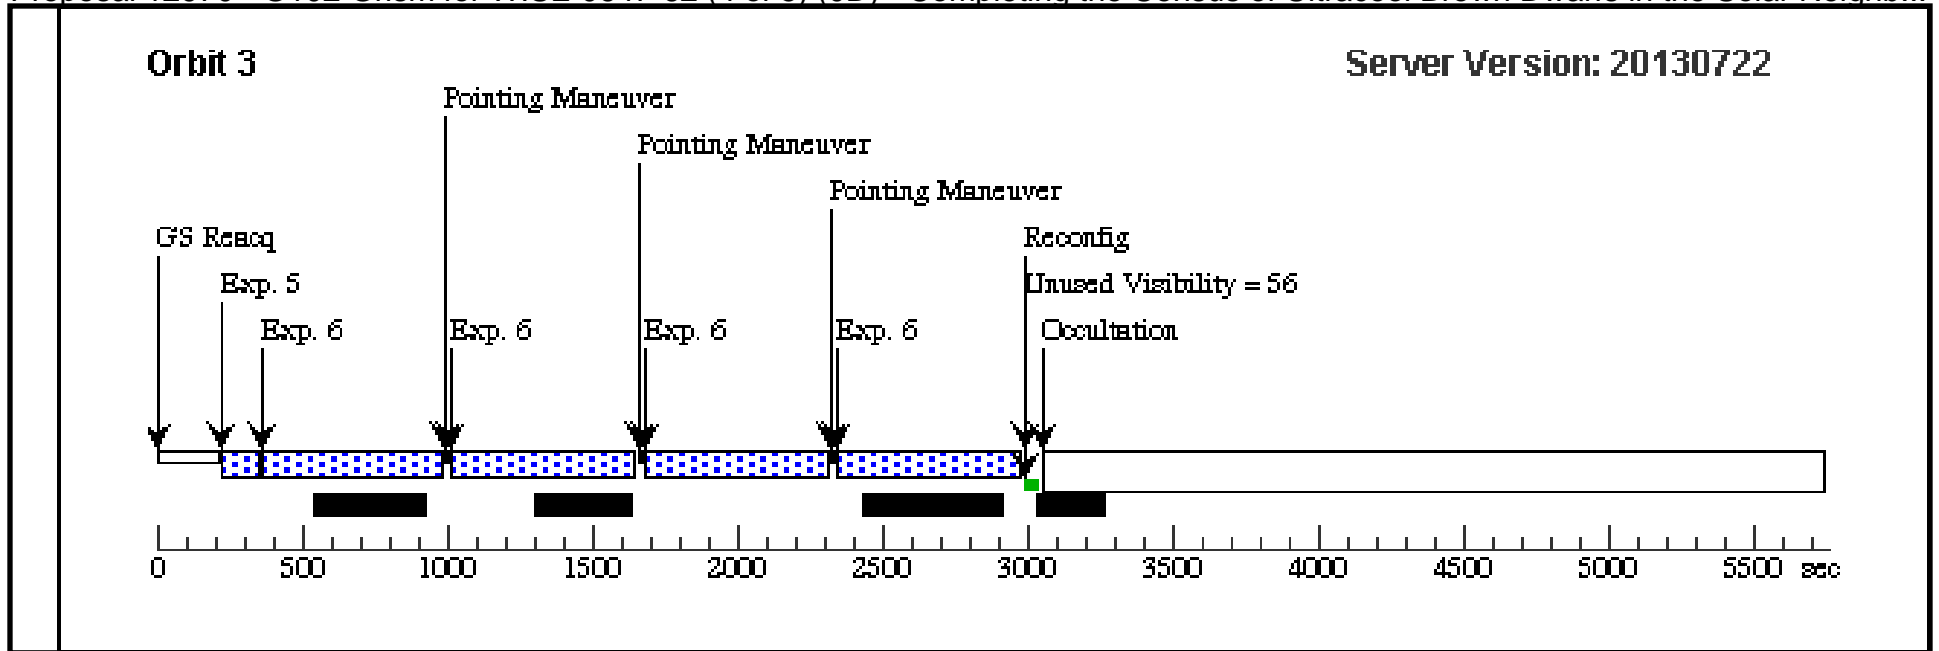 Orbit 3
Server Version: 20130722
Pointing Maneuver
Pointing Maneuver
Pointing Maneuver
GS Reacq
Reconfig
Exp. 5
Unused Visibility = 56
Exp. 6
Exp. 6
Exp. 6
Exp. 6
Occultation
0
500
1000
1500
2000
2500
3000
3500
4000
4500
5000
5500
sec